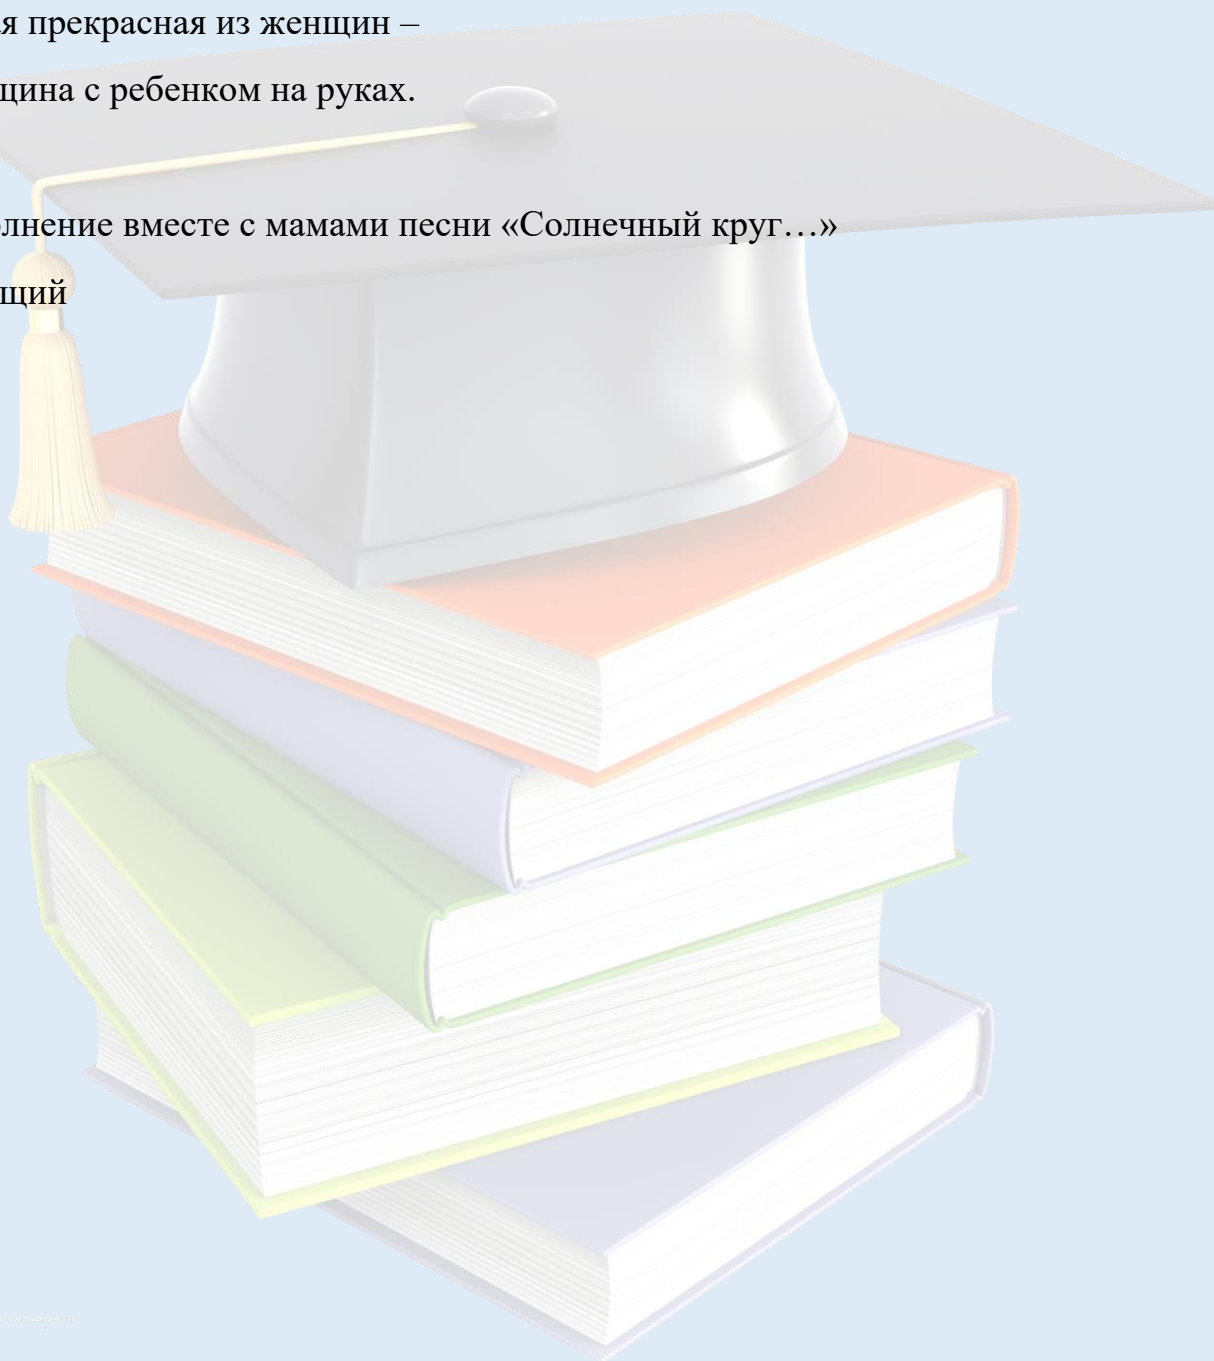 я прекрасная из женщин –
щина с ребенком на руках.
лнение вместе с мамами песни «Солнечный круг…»
щий